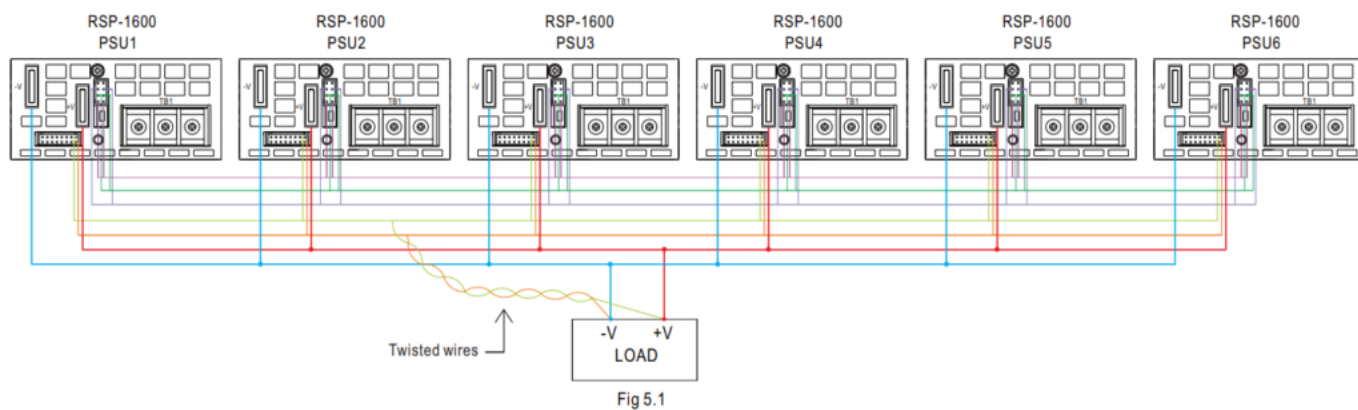 RSP-1600 RSP-1600 RSP-1600 RSP-1600 RSP-1600 RSP-1600
PSU1 PSU2 PSU3 PSU4 PSU5 PSU6
-V +V TB1 -V +V TB1 -V +V TB1 -V +V TB1 -V +V TB1 -V +V TB1
-V +V
Twisted wires LOAD
Fig 5.1